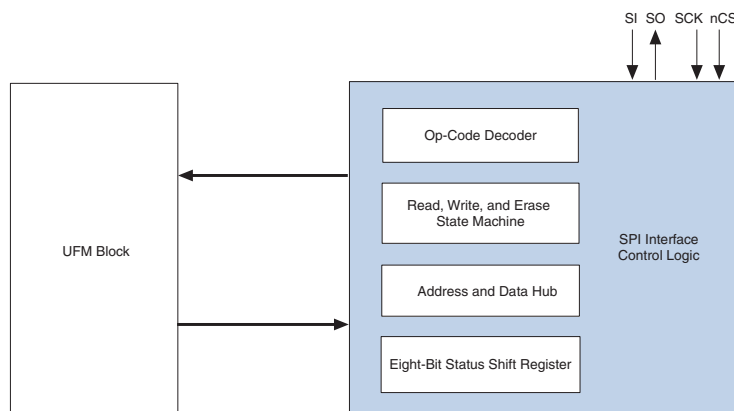 SI SO SCK nCS
Op-Code Decoder
Read, Write, and Erase
State Machine
UFM Block
SPI Interface
Control Logic
Address and Data Hub
Eight-Bit Status Shift Register